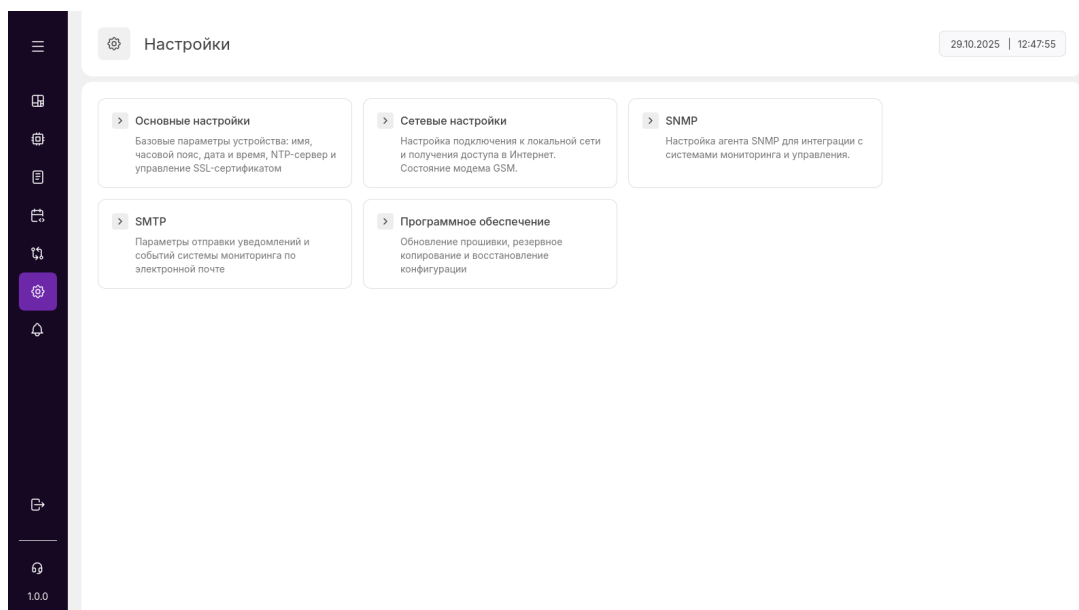 Настройки
29.10.2025 | 12:47:55
Основные настройки
Базовые параметры устройства: имя,
часовой пояс, дата и время, NTP-сервер и
управление SSL-сертификатом
Сетевые настройки
Настройка подключения к локальной сети
и получения доступа в Интернет.
Состояние модема GSM.
SNMP
Настройка агента SNMP для интеграции с
системами мониторинга и управления.
SMTP
Параметры отправки уведомлений и
событий системы мониторинга по
электронной почте
Программное обеспечение
Обновление прошивки, резервное
копирование и восстановление
конфигурации
1.0.0